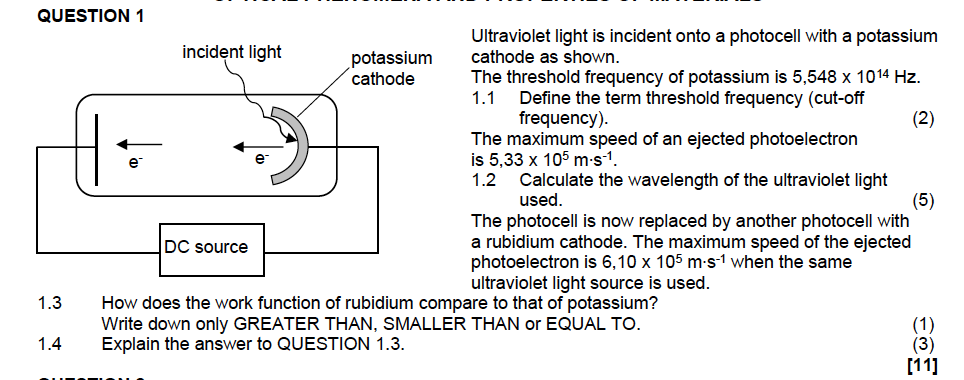 QUESTION 1
incident light
potassium
cathode
e-
e-
DC source
Ultraviolet light is incident onto a photocell with a potassium
cathode as shown.
The threshold frequency of potassium is 5,548 x 10¹⁴ Hz.
1.1 Define the term threshold frequency (cut-off
frequency). (2)
The maximum speed of an ejected photoelectron
is 5,33 x 10⁵ m·s⁻¹.
1.2 Calculate the wavelength of the ultraviolet light
used. (5)
The photocell is now replaced by another photocell with
a rubidium cathode. The maximum speed of the ejected
photoelectron is 6,10 x 10⁵ m·s⁻¹ when the same
ultraviolet light source is used.
1.3 How does the work function of rubidium compare to that of potassium?
Write down only GREATER THAN, SMALLER THAN or EQUAL TO. (1)
1.4 Explain the answer to QUESTION 1.3. (3)
[11]